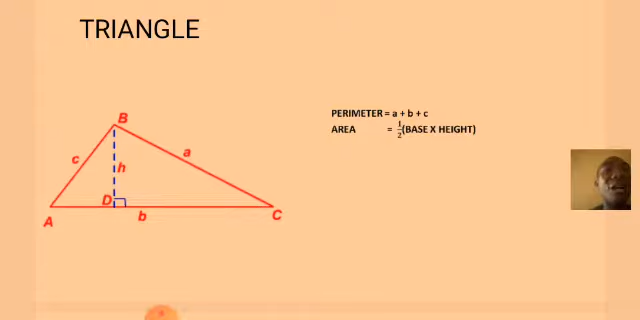 TRIANGLE
PERIMETER = a + b + c
AREA = 1/2(BASE X HEIGHT)
B
c
a
h
D
A
b
C